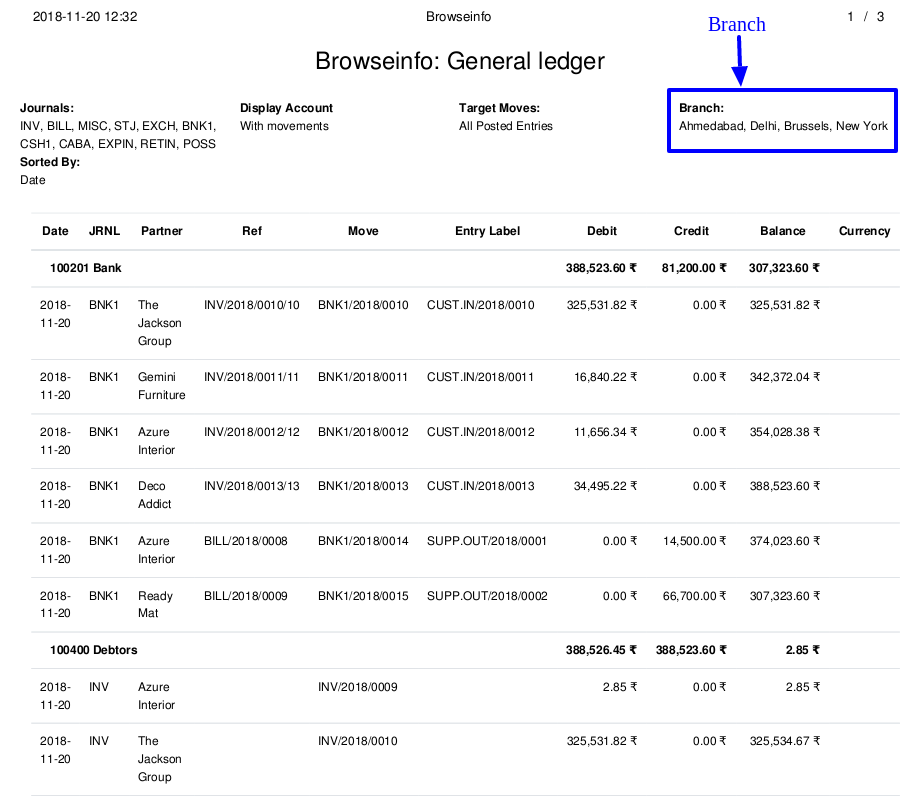 2018-11-20 12:32 Browseinfo 1 / 3
Branch
Browseinfo: General ledger
Journals: Display Account Target Moves: Branch:
INV, BILL, MISC, STJ, EXCH, BNK1, With movements All Posted Entries Ahmedabad, Delhi, Brussels, New York
CSH1, CABA, EXPIN, RETIN, POSS
Sorted By:
Date
Date JRNL Partner Ref Move Entry Label Debit Credit Balance Currency
100201 Bank 388,523.60 ₹ 81,200.00 ₹ 307,323.60 ₹
2018- BNK1 The INV/2018/0010/10 BNK1/2018/0010 CUST.IN/2018/0010 325,531.82 ₹ 0.00 ₹ 325,531.82 ₹
11-20 Jackson
Group
2018- BNK1 Gemini INV/2018/0011/11 BNK1/2018/0011 CUST.IN/2018/0011 16,840.22 ₹ 0.00 ₹ 342,372.04 ₹
11-20 Furniture
2018- BNK1 Azure INV/2018/0012/12 BNK1/2018/0012 CUST.IN/2018/0012 11,656.34 ₹ 0.00 ₹ 354,028.38 ₹
11-20 Interior
2018- BNK1 Deco INV/2018/0013/13 BNK1/2018/0013 CUST.IN/2018/0013 34,495.22 ₹ 0.00 ₹ 388,523.60 ₹
11-20 Addict
2018- BNK1 Azure BILL/2018/0008 BNK1/2018/0014 SUPP.OUT/2018/0001 0.00 ₹ 14,500.00 ₹ 374,023.60 ₹
11-20 Interior
2018- BNK1 Ready BILL/2018/0009 BNK1/2018/0015 SUPP.OUT/2018/0002 0.00 ₹ 66,700.00 ₹ 307,323.60 ₹
11-20 Mat
100400 Debtors 388,526.45 ₹ 388,523.60 ₹ 2.85 ₹
2018- INV Azure INV/2018/0009 2.85 ₹ 0.00 ₹ 2.85 ₹
11-20 Interior
2018- INV The INV/2018/0010 325,531.82 ₹ 0.00 ₹ 325,534.67 ₹
11-20 Jackson
Group